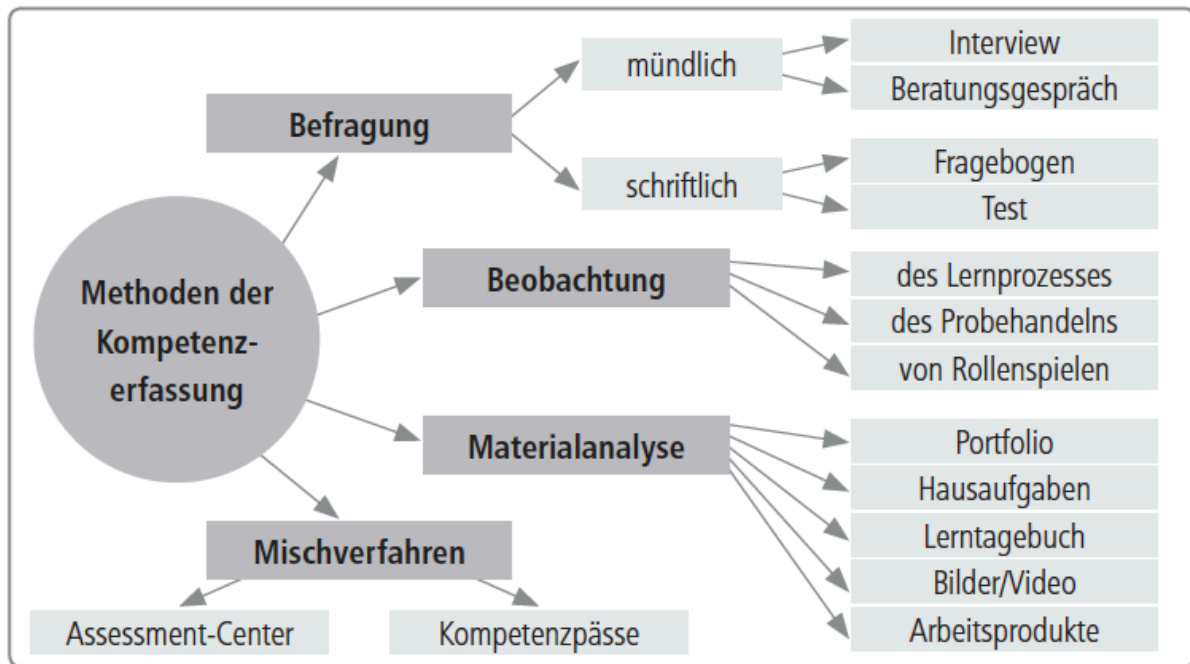 Methoden der
Kompetenz-
erfassung
Befragung
mündlich
Interview
Beratungsgespräch
schriftlich
Fragebogen
Test
Beobachtung
des Lernprozesses
des Probehandelns
von Rollenspielen
Materialanalyse
Portfolio
Hausaufgaben
Lerntagebuch
Bilder/Video
Arbeitsprodukte
Mischverfahren
Assessment-Center
Kompetenzpässe